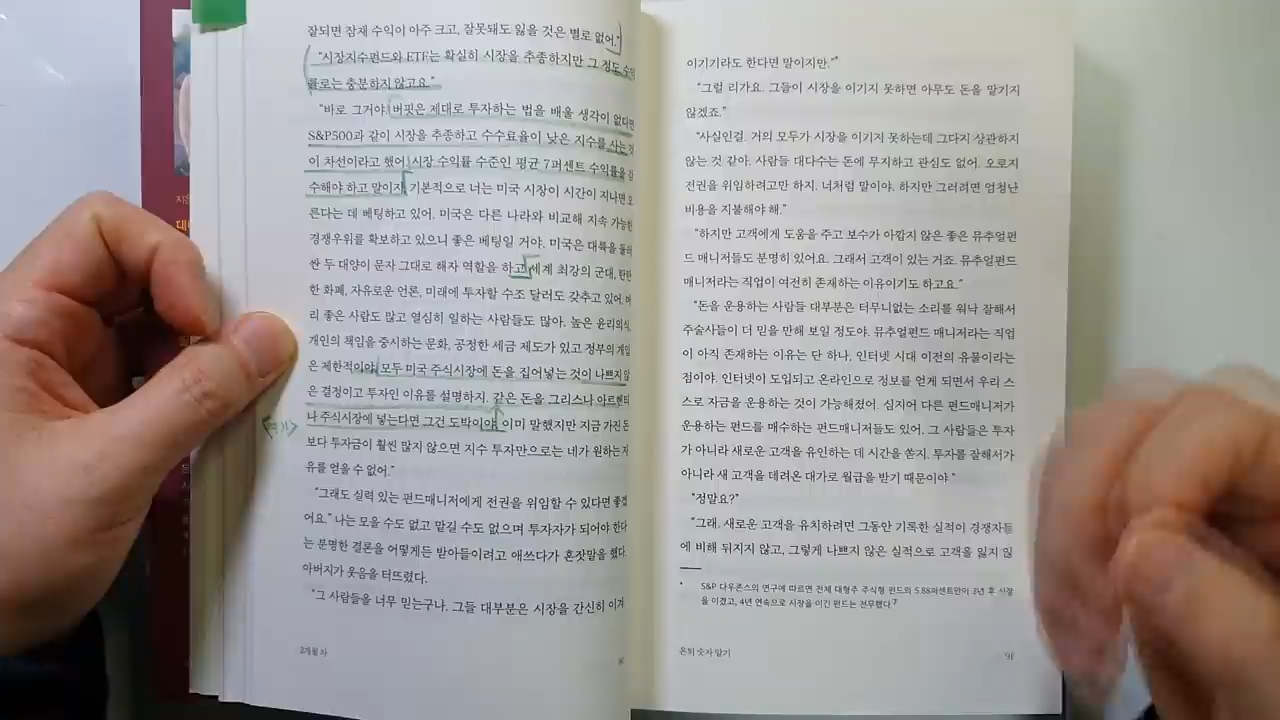 잘되면 잠재 수익이 아주 크고, 잘못돼도 잃을 것은 별로 없어."
"시장지수펀드와 ETF는 확실히 시장을 추종하지만 그 정도 수익
률로는 충분하지 않고요."
"바로 그거야. 버핏은 제대로 투자하는 법을 배울 생각이 없다면
S&P500과 같이 시장을 추종하고 수수료율이 낮은 지수를 사는 것
이 차선이라고 했어. 시장 수익률 수준인 평균 7퍼센트 수익률을 감
수해야 하고 말이지. 기본적으로 너는 미국 시장이 시간이 지나면 오
른다는 데 베팅하고 있어. 미국은 다른 나라와 비교해 지속 가능한
경쟁우위를 확보하고 있으니 좋은 베팅일 거야. 미국은 대륙을 둘러
싼 두 대양이 문자 그대로 해자 역할을 하고 세계 최강의 군대, 탄탄
한 화폐, 자유로운 언론, 미래에 투자할 수조 달러도 갖추고 있어. 머
리 좋은 사람도 많고 열심히 일하는 사람들도 많아. 높은 윤리의식,
개인의 책임을 중시하는 문화, 공정한 세금 제도가 있고 정부의 개입
은 제한적이야. 모두 미국 주식시장에 돈을 집어넣는 것이 나쁘지 않
은 결정이고 투자인 이유를 설명하지. 같은 돈을 그리스나 아르헨티
나 주식시장에 넣는다면 그건 도박이야. 이미 말했지만 지금 가진 돈
보다 투자금이 훨씬 많지 않으면 지수 투자만으로는 네가 원하는 자
유를 얻을 수 없어."
"그래도 실력 있는 펀드매니저에게 전권을 위임할 수 있다면 좋겠
어요." 나는 모을 수도 없고 맡길 수도 없으며 투자자가 되어야 한다
는 분명한 결론을 어떻게든 받아들이려고 애쓰다가 혼잣말을 했다.
아버지가 웃음을 터뜨렸다.
"그 사람들을 너무 믿는구나. 그들 대부분은 시장을 간신히 이겨
2개월 차
이기기라도 한다면 말이지만.*"
"그럴 리가요. 그들이 시장을 이기지 못하면 아무도 돈을 맡기지
않겠죠."
"사실인걸. 거의 모두가 시장을 이기지 못하는데 그다지 상관하지
않는 것 같아. 사람들 대다수는 돈에 무지하고 관심도 없어. 오로지
전권을 위임하려고만 하지. 너처럼 말이야. 하지만 그러려면 엄청난
비용을 지불해야 해."
"하지만 고객에게 도움을 주고 보수가 아깝지 않은 좋은 뮤추얼펀
드 매니저들도 분명히 있어요. 그래서 고객이 있는 거죠. 뮤추얼펀드
매니저라는 직업이 여전히 존재하는 이유이기도 하고요."
"돈을 운용하는 사람들 대부분은 터무니없는 소리를 워낙 잘해서
주술사들이 더 믿을 만해 보일 정도야. 뮤추얼펀드 매니저라는 직업
이 아직 존재하는 이유는 단 하나, 인터넷 시대 이전의 유물이라는
점이야. 인터넷이 도입되고 온라인으로 정보를 얻게 되면서 우리 스
스로 자금을 운용하는 것이 가능해졌어. 심지어 다른 펀드매니저가
운용하는 펀드를 매수하는 펀드매니저들도 있어. 그 사람들은 투자
가 아니라 새로운 고객을 유인하는 데 시간을 쏟지. 투자를 잘해서가
아니라 새 고객을 데려온 대가로 월급을 받기 때문이야."
"정말요?"
"그래. 새로운 고객을 유치하려면 그동안 기록한 실적이 경쟁자들
에 비해 뒤지지 않고, 그렇게 나쁘지 않은 실적으로 고객을 잃지 않
* S&P 다우존스의 연구에 따르면 전체 대형주 주식형 펀드의 5.88퍼센트만이 3년 후 시장
을 이겼고, 4년 연속으로 시장을 이긴 펀드는 전무했다.7
은퇴 숫자 알기
91